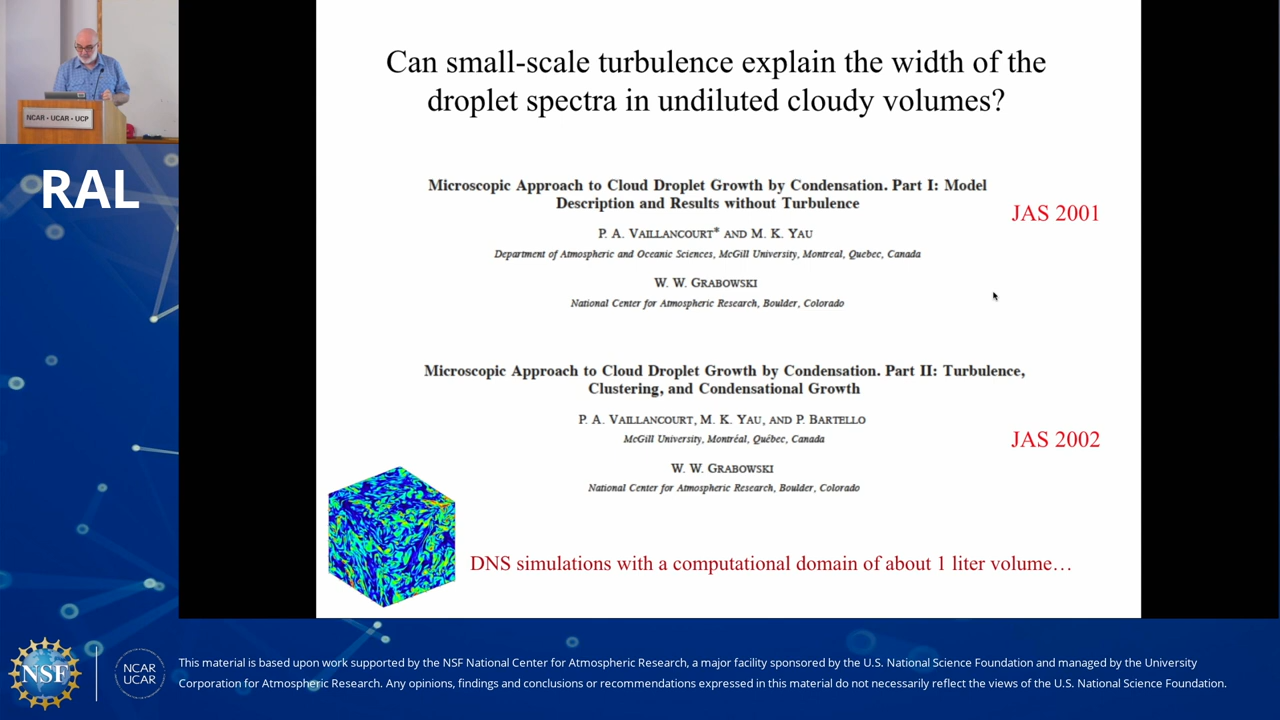 NCAR • UCAR • UCP
RAL
Can small-scale turbulence explain the width of the
droplet spectra in undiluted cloudy volumes?
Microscopic Approach to Cloud Droplet Growth by Condensation. Part I: Model
Description and Results without Turbulence
P. A. VAILLANCOURT* AND M. K. YAU
Department of Atmospheric and Oceanic Sciences, McGill University, Montreal, Quebec, Canada
W. W. GRABOWSKI
National Center for Atmospheric Research, Boulder, Colorado
JAS 2001
Microscopic Approach to Cloud Droplet Growth by Condensation. Part II: Turbulence,
Clustering, and Condensational Growth
P. A. VAILLANCOURT, M. K. YAU, AND P. BARTELLO
McGill University, Montréal, Québec, Canada
W. W. GRABOWSKI
National Center for Atmospheric Research, Boulder, Colorado
JAS 2002
DNS simulations with a computational domain of about 1 liter volume…
NSF
NCAR
UCAR
This material is based upon work supported by the NSF National Center for Atmospheric Research, a major facility sponsored by the U.S. National Science Foundation and managed by the University
Corporation for Atmospheric Research. Any opinions, findings and conclusions or recommendations expressed in this material do not necessarily reflect the views of the U.S. National Science Foundation.